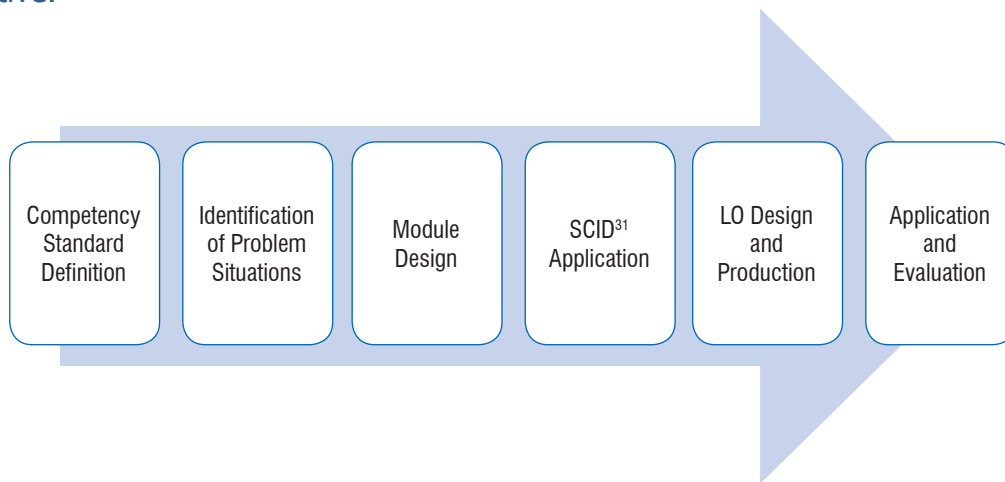 Competency
Standard
Definition
Identification
of Problem
Situations
Module
Design
SCID³¹
Application
LO Design
and
Production
Application
and
Evaluation